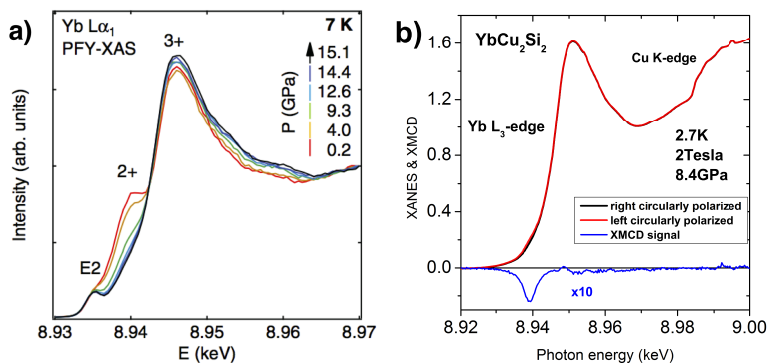 a)
Yb Lα₁
PFY-XAS
7 K
3+
2+
E2
P (GPa)
15.1
14.4
12.6
9.3
4.0
0.2
Intensity (arb. units)
8.93 8.94 8.95 8.96 8.97
E (keV)
b)
YbCu₂Si₂
Cu K-edge
Yb L₃-edge
2.7K
2Tesla
8.4GPa
right circularly polarized
left circularly polarized
XMCD signal
x10
XANES & XMCD
1.6
1.2
0.8
0.4
0.0
8.92 8.94 8.96 8.98 9.00
Photon energy (keV)